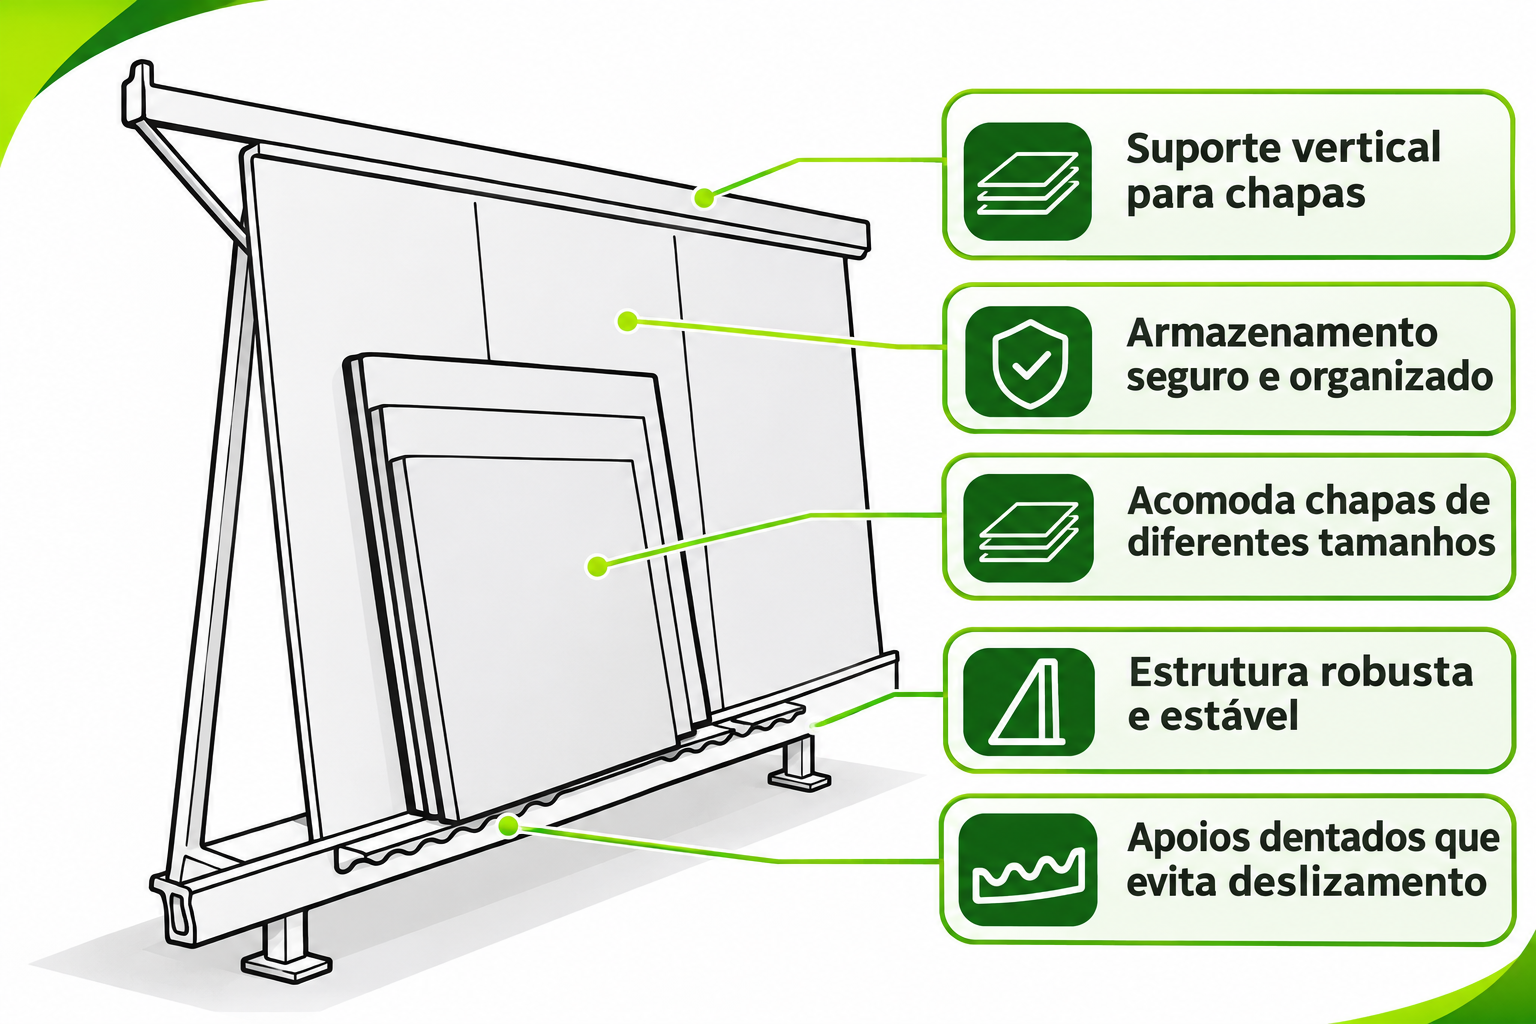 Suporte vertical
para chapas
Armazenamento
seguro e organizado
Acomoda chapas de
diferentes tamanhos
Estrutura robusta
e estável
Apoios dentados que
evita deslizamento